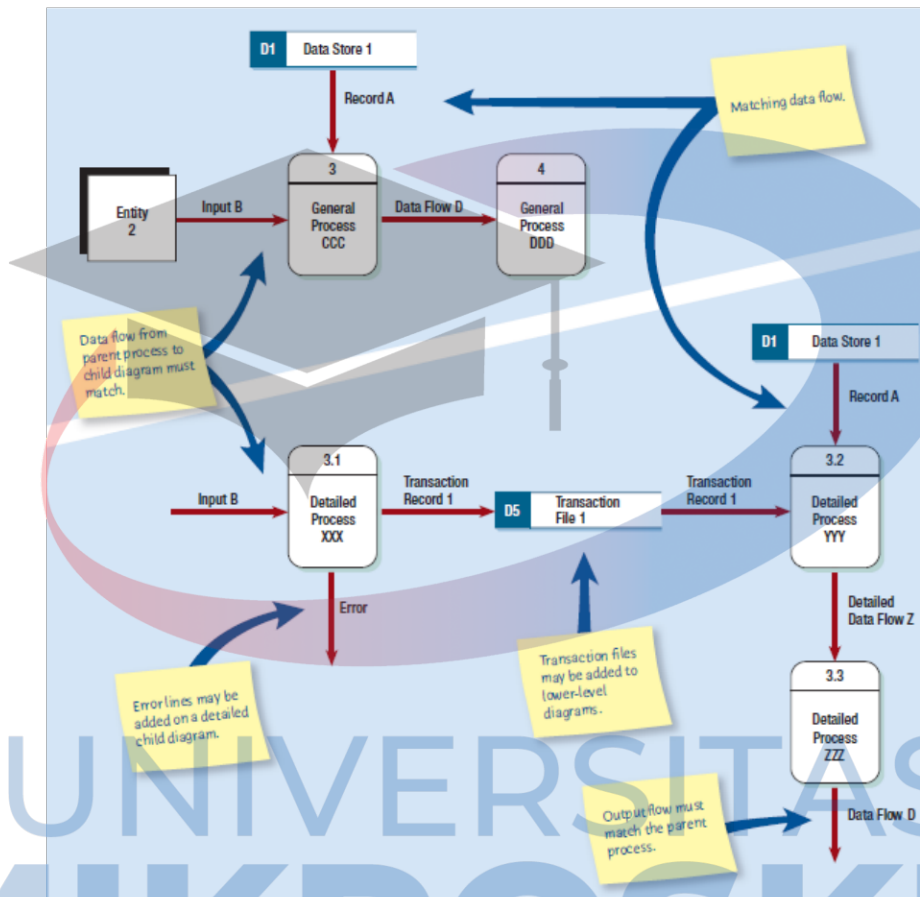 D1 Data Store 1
Record A
Matching data flow.
Entity
2
Input B
3
General
Process
CCC
Data Flow D
4
General
Process
DDD
Data flow from
parent process to
child diagram must
match.
D1 Data Store 1
Record A
Input B
3.1
Detailed
Process
XXX
Transaction
Record 1
D5 Transaction
File 1
Transaction
Record 1
3.2
Detailed
Process
YYY
Error
Detailed
Data Flow Z
Error lines may be
added on a detailed
child diagram.
Transaction files
may be added to
lower-level
diagrams.
3.3
Detailed
Process
ZZZ
Output flow must
match the parent
process.
Data Flow D
UNIVERSITAS